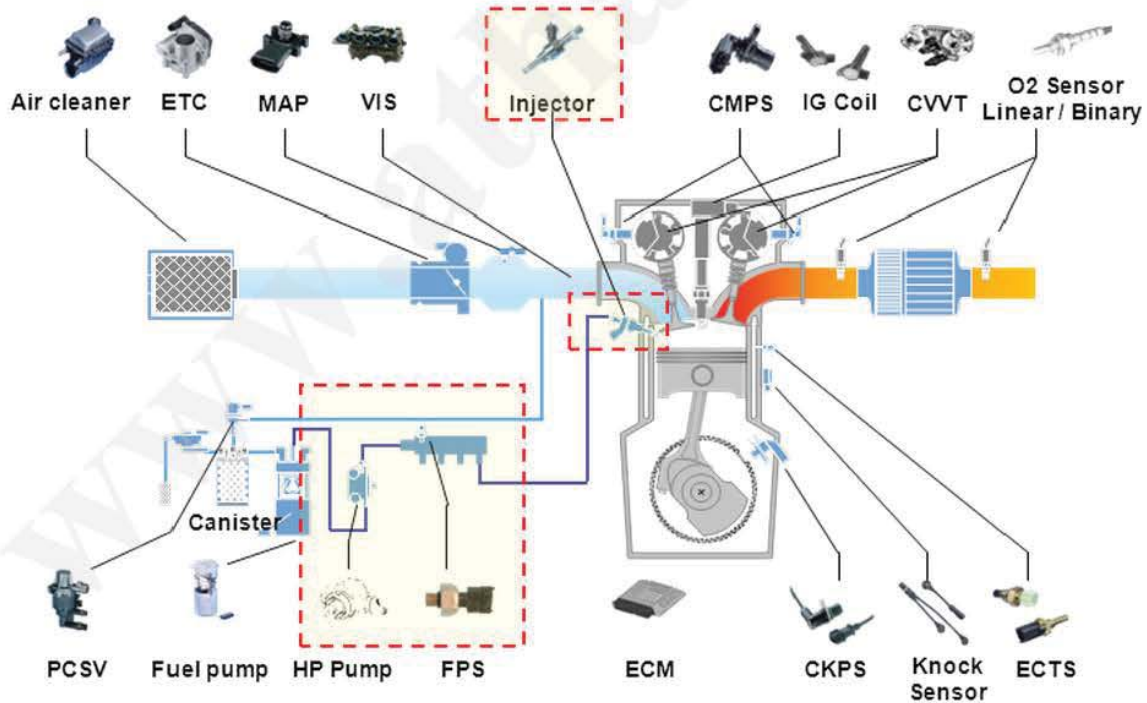 Air cleaner
ETC
MAP
VIS
Injector
CMPS
IG Coil
CVVT
O2 Sensor
Linear / Binary
Canister
PCSV
Fuel pump
HP Pump
FPS
ECM
CKPS
Knock
Sensor
ECTS